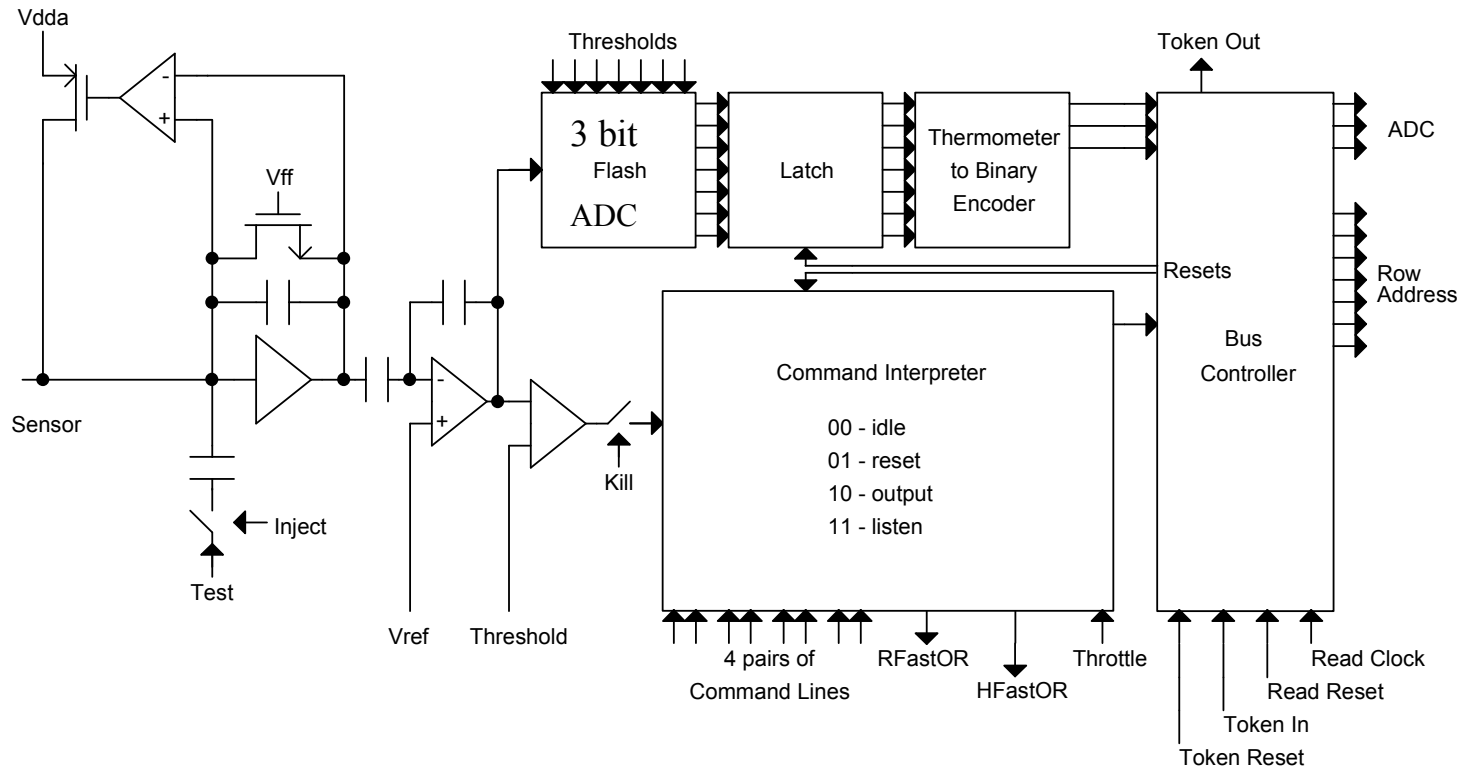 Vdda
-
+
Vff
Sensor
Inject
Test
-
+
Vref
Threshold
Kill
Thresholds
3 bit
Flash
ADC
Latch
Thermometer
to Binary
Encoder
Token Out
ADC
Resets
Row
Address
Bus
Controller
Command Interpreter
00 - idle
01 - reset
10 - output
11 - listen
4 pairs of
Command Lines
RFastOR
HFastOR
Throttle
Read Clock
Read Reset
Token In
Token Reset